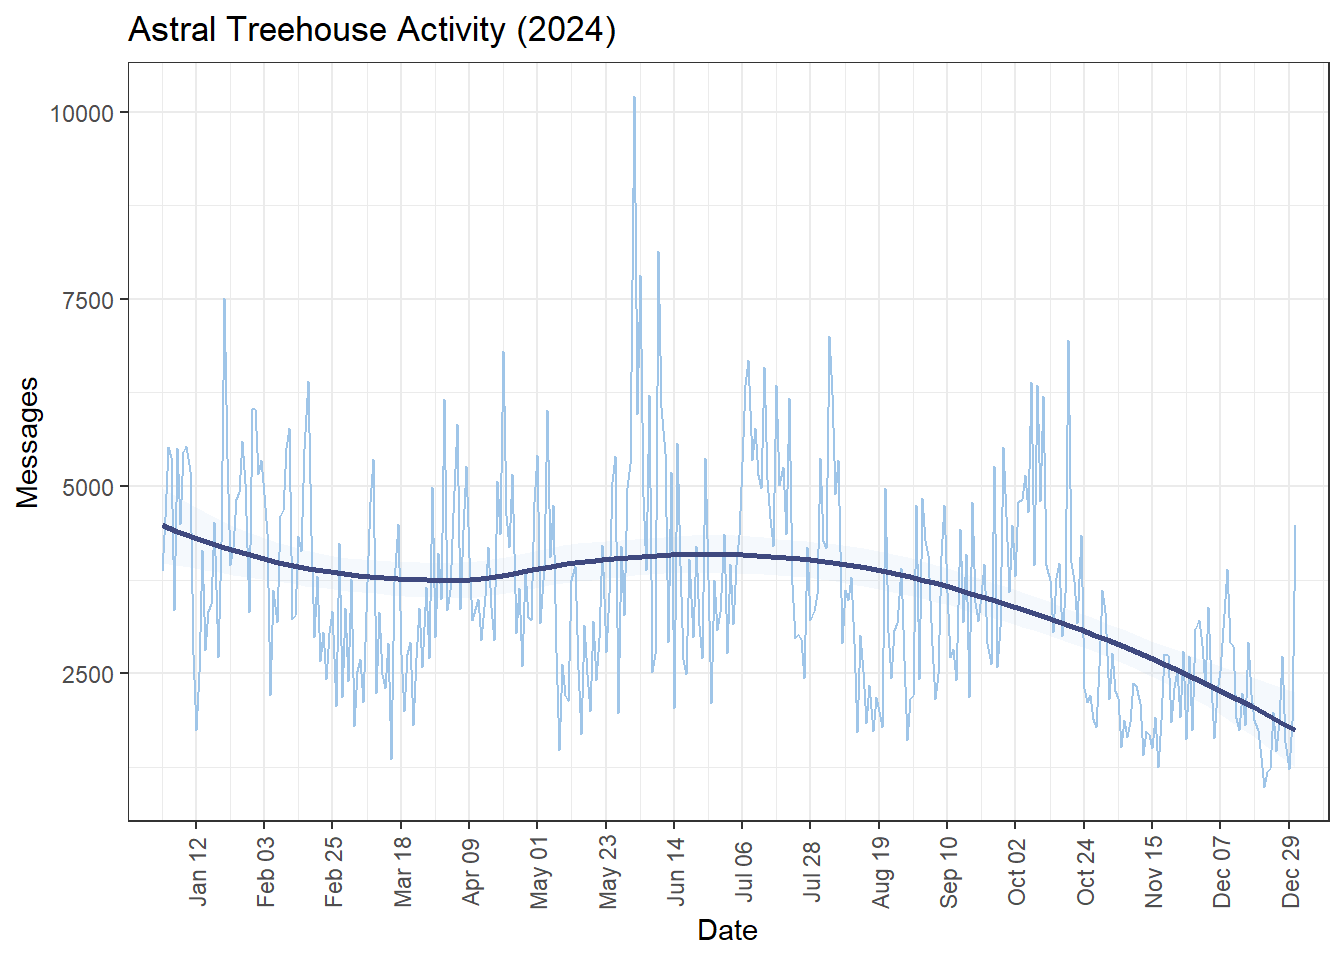 Astral Treehouse Activity (2024)
10000
7500
5000
2500
Messages
Jan 12
Feb 03
Feb 25
Mar 18
Apr 09
May 01
May 23
Jun 14
Jul 06
Jul 28
Aug 19
Sep 10
Oct 02
Oct 24
Nov 15
Dec 07
Dec 29
Date